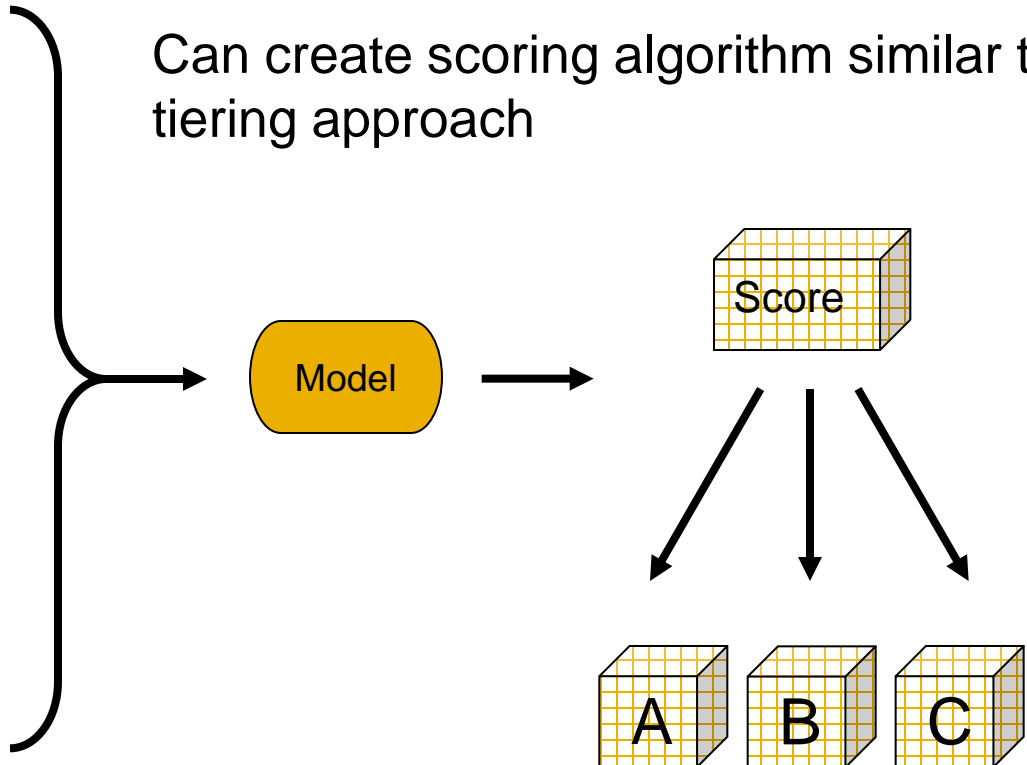 Can create scoring algorithm similar
tiering approach
Score
Model
A B C